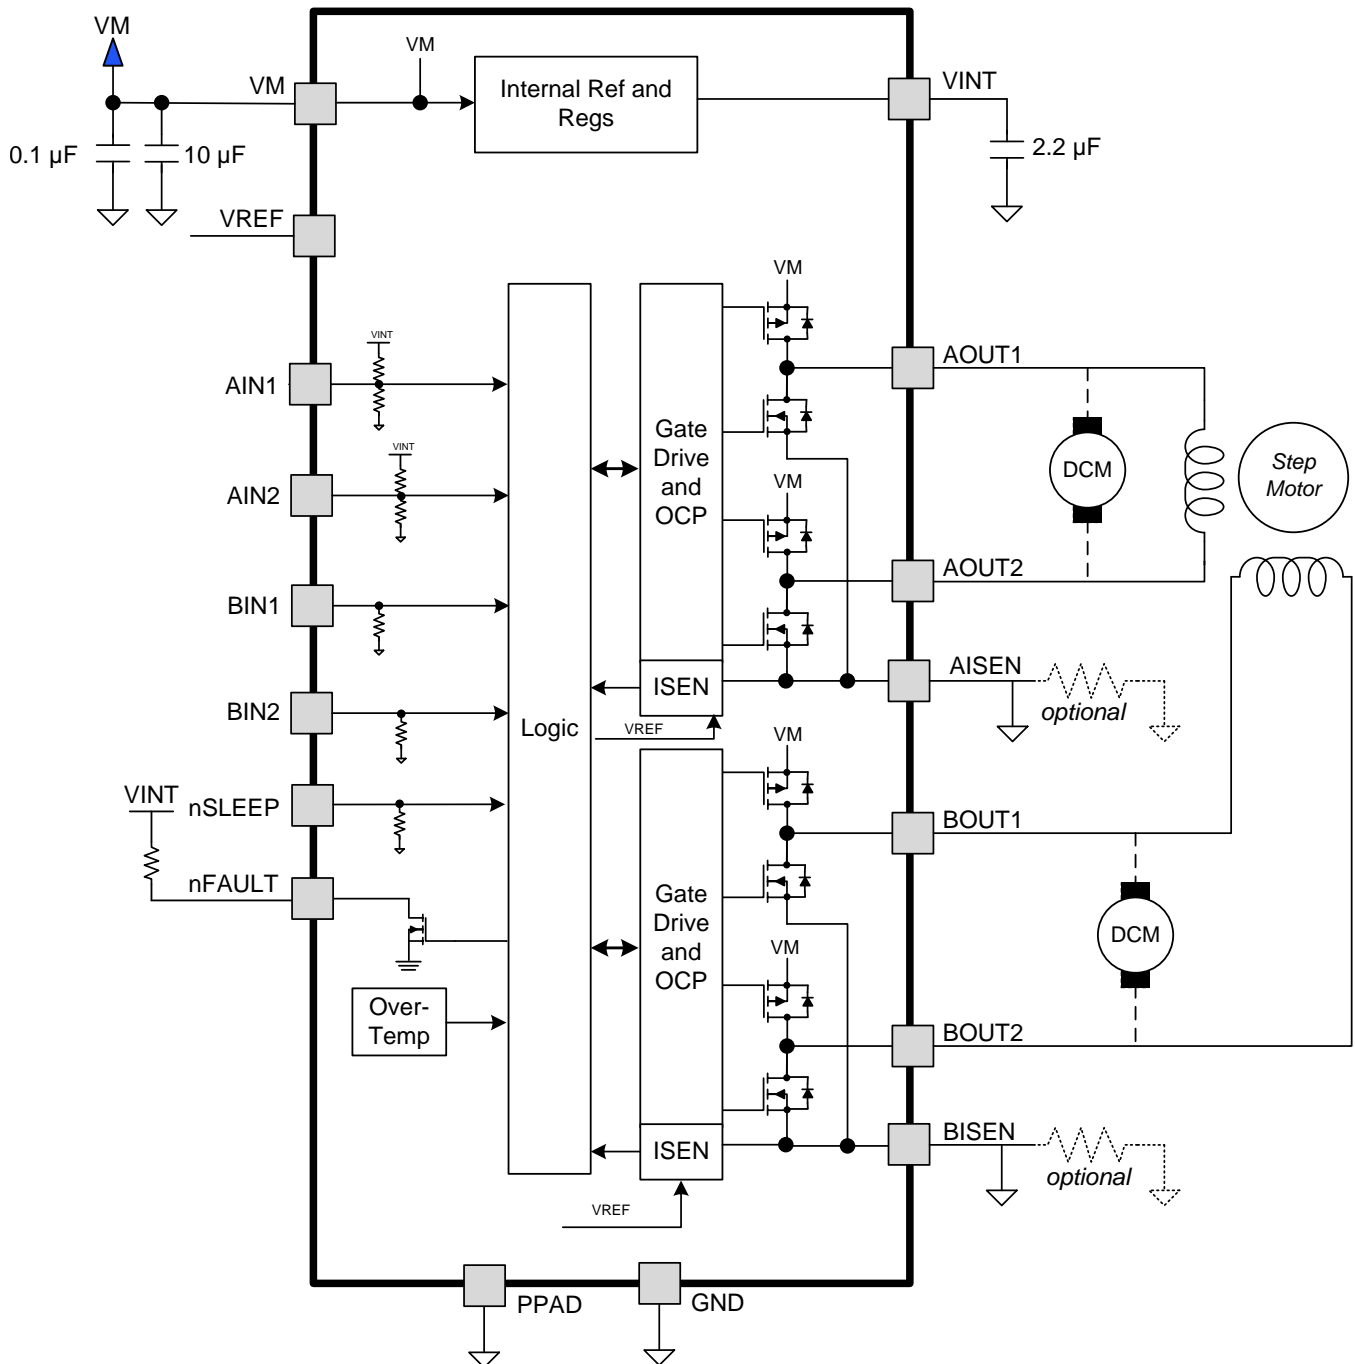 VM
VM
VM
Internal Ref and
Regs
VINT
0.1 µF
10 µF
2.2 µF
VREF
VM
VINT
AIN1
AOUT1
Gate
Drive
and
OCP
VINT
DCM
Step
Motor
AIN2
VM
AOUT2
BIN1
AISEN
ISEN
optional
BIN2
Logic
VREF
VM
VINT
nSLEEP
BOUT1
nFAULT
Gate
Drive
and
OCP
DCM
VM
Over-
Temp
BOUT2
BISEN
ISEN
optional
VREF
PPAD
GND